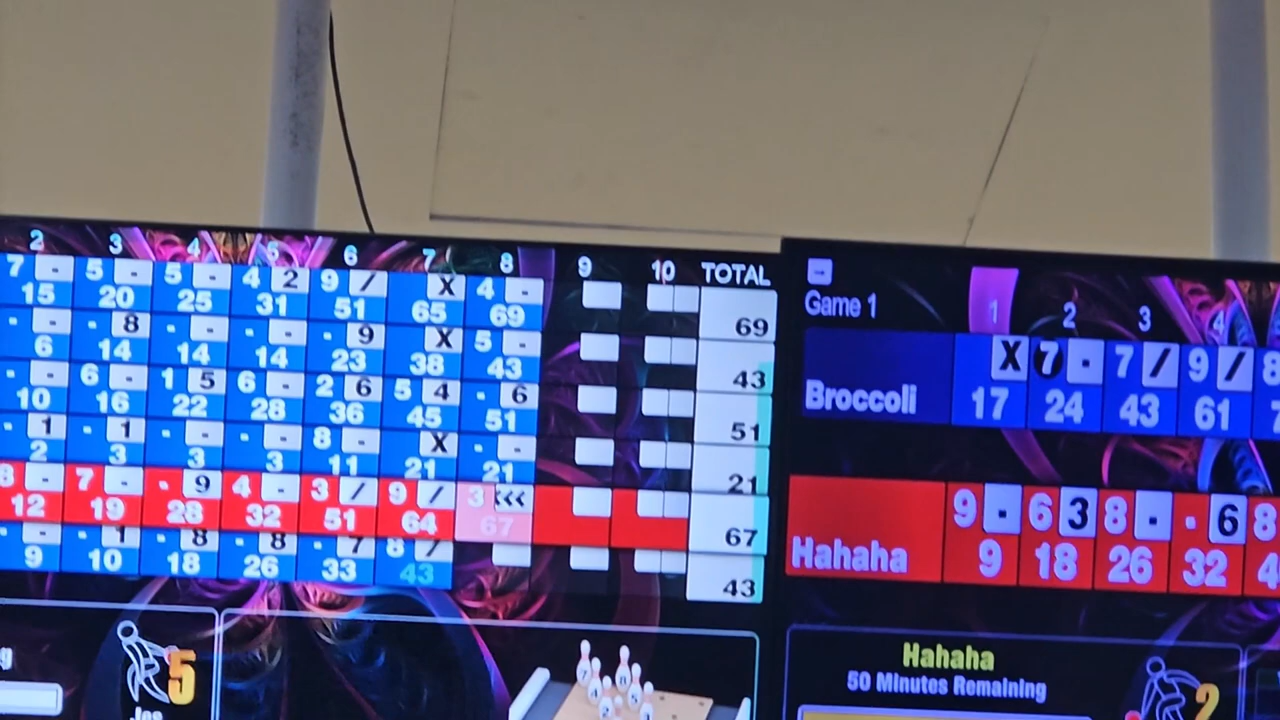 2 3 4 5 6 7 8 9 10 TOTAL
7 - 5 - 5 - 4 2 9 / X 4 -
15 20 25 31 51 65 69 69
- - - 8 - - - - - 9 X 5 -
6 14 14 14 23 38 43 43
- - 6 - 1 5 6 - 2 6 5 4 - 6
10 16 22 28 36 45 51 51
- 1 - 1 - - - - 8 - X - -
2 3 3 3 11 21 21 21
8 - 7 - - 9 4 - 3 / 9 / 3 <<<
12 19 28 32 51 64 67 67
- - - 1 - 8 - 8 - 7 8 /
9 10 18 26 33 43 43
5
Game 1
1 2 3 4
Broccoli X 7 - 7 / 9 / 8
17 24 43 61
Hahaha 9 - 6 3 8 - - 6 8
9 18 26 32
Hahaha
50 Minutes Remaining
2